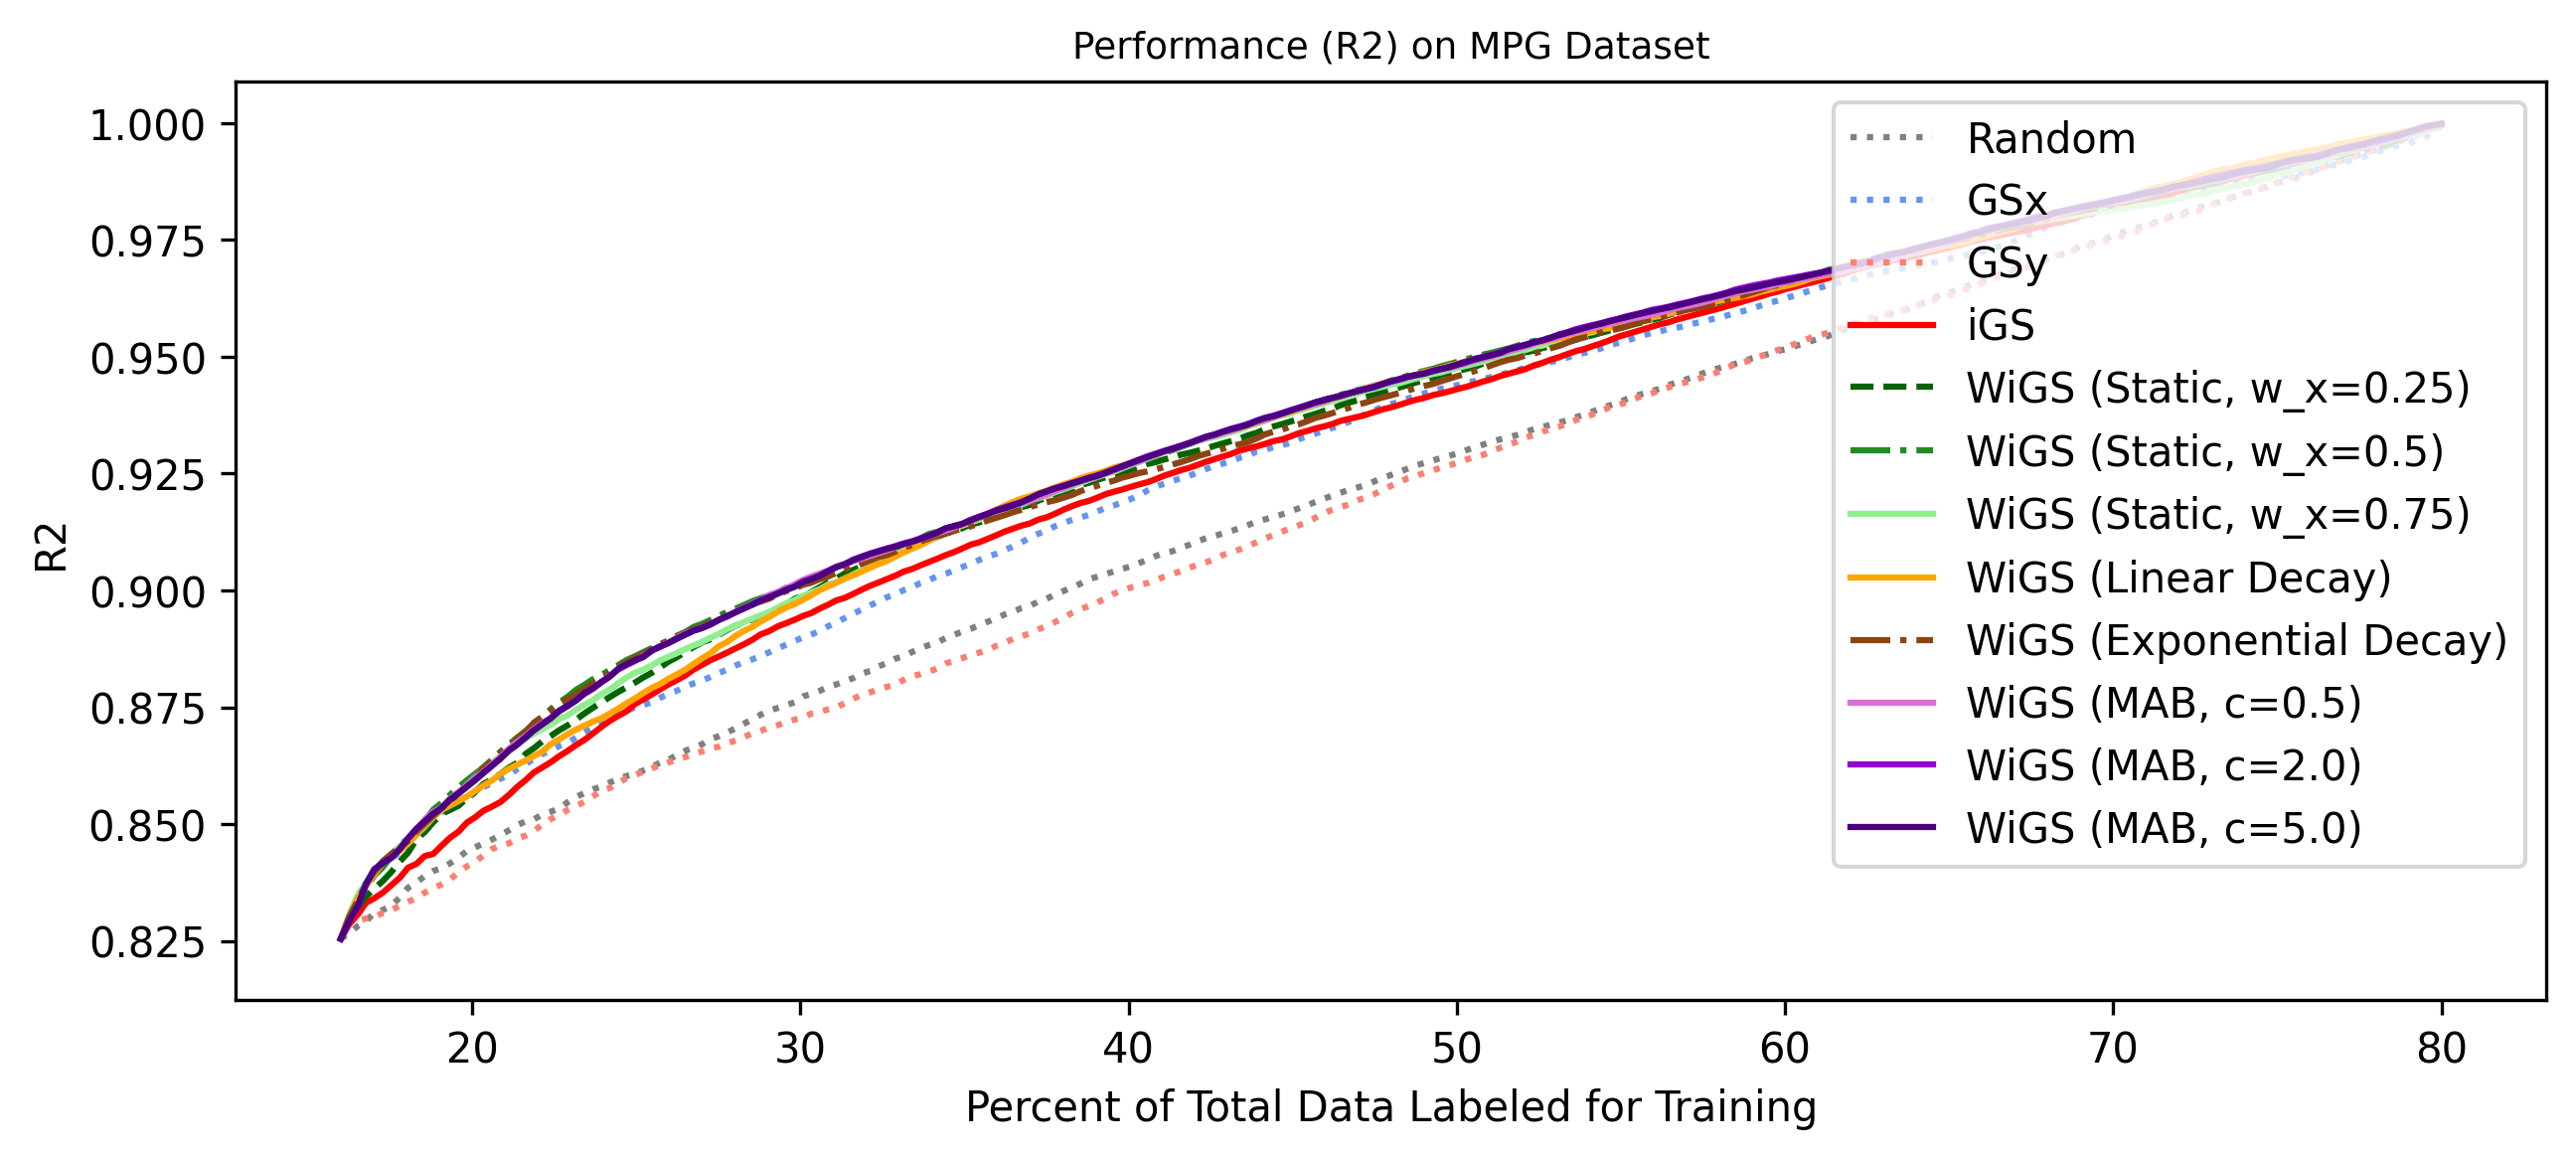 Performance (R2) on MPG Dataset
1.000
0.975
0.950
0.925
0.900
0.875
0.850
0.825
R2
20 30 40 50 60 70 80
Percent of Total Data Labeled for Training
Random
GSx
GSy
iGS
WiGS (Static, w_x=0.25)
WiGS (Static, w_x=0.5)
WiGS (Static, w_x=0.75)
WiGS (Linear Decay)
WiGS (Exponential Decay)
WiGS (MAB, c=0.5)
WiGS (MAB, c=2.0)
WiGS (MAB, c=5.0)